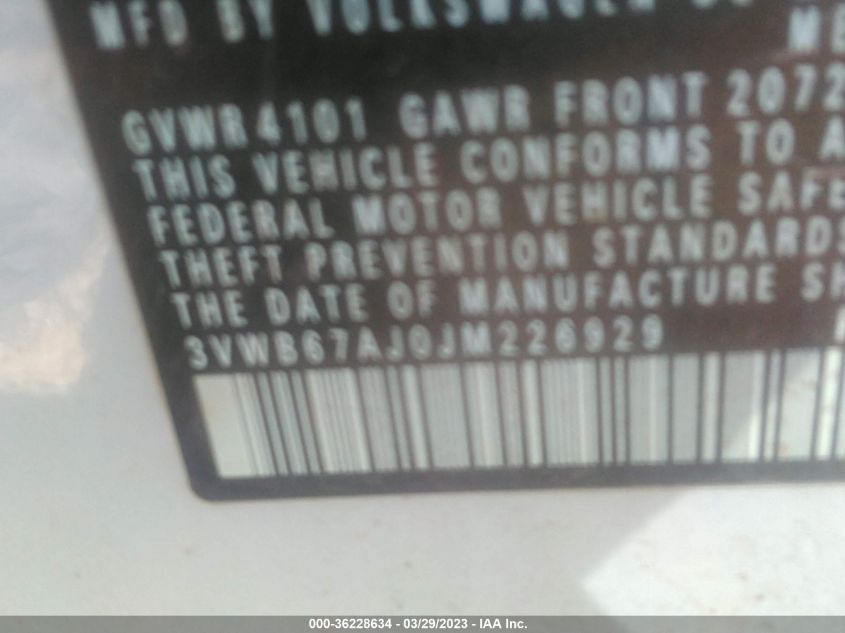 MFD BY VOLKSWAGEN
GVWR 4101 GAWR FRONT 2072
THIS VEHICLE CONFORMS TO A
FEDERAL MOTOR VEHICLE SAFE
THEFT PREVENTION STANDARDS
THE DATE OF MANUFACTURE SH
3VWB67AJ0JM226929
000-36228634 - 03/29/2023 - IAA Inc.